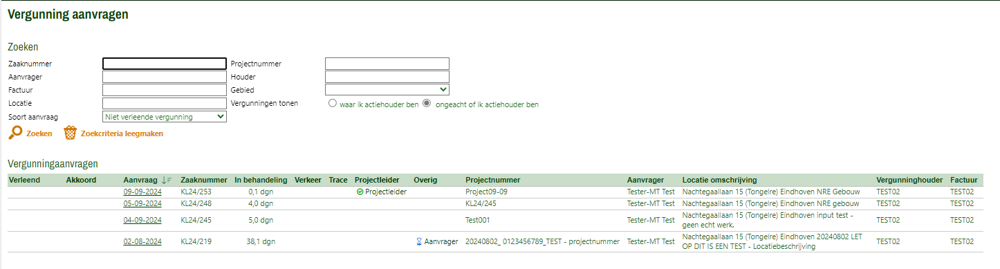 Vergunning aanvragen
Zoeken
Zaaknummer Projectnummer
Aanvrager Houder
Factuur Gebied
Locatie Vergunningen tonen waar ik actiehouder ben ongeacht of ik actiehouder ben
Soort aanvraag Niet verleende vergunning
Zoeken Zoekcriteria leegmaken
Vergunningaanvragen
Verleend Akkoord Aanvraag Zaaknummer In behandeling Verkeer Trace Projectleider Overig Projectnummer Aanvrager Locatie omschrijving Vergunninghouder Factuur
09-09-2024 KL24/253 0,1 dgn Projectleider Project09-09 Tester-MT Test Nachtegaallaan 15 (Tongelre) Eindhoven NRE Gebouw TEST02 TEST02
05-09-2024 KL24/248 4,0 dgn KL24/245 Tester-MT Test Nachtegaallaan 15 (Tongelre) Eindhoven NRE gebouw TEST02 TEST02
04-09-2024 KL24/245 5,0 dgn Test001 Tester-MT Test Nachtegaallaan 15 (Tongelre) Eindhoven input test -
geen echt werk. TEST02 TEST02
02-08-2024 KL24/219 38,1 dgn Aanvrager 20240802_ 0123456789_TEST - projectnummer Tester-MT Test Nachtegaallaan 15 (Tongelre) Eindhoven 20240802 LET
OP DIT IS EEN TEST - Locatiebeschrijving TEST02 TEST02